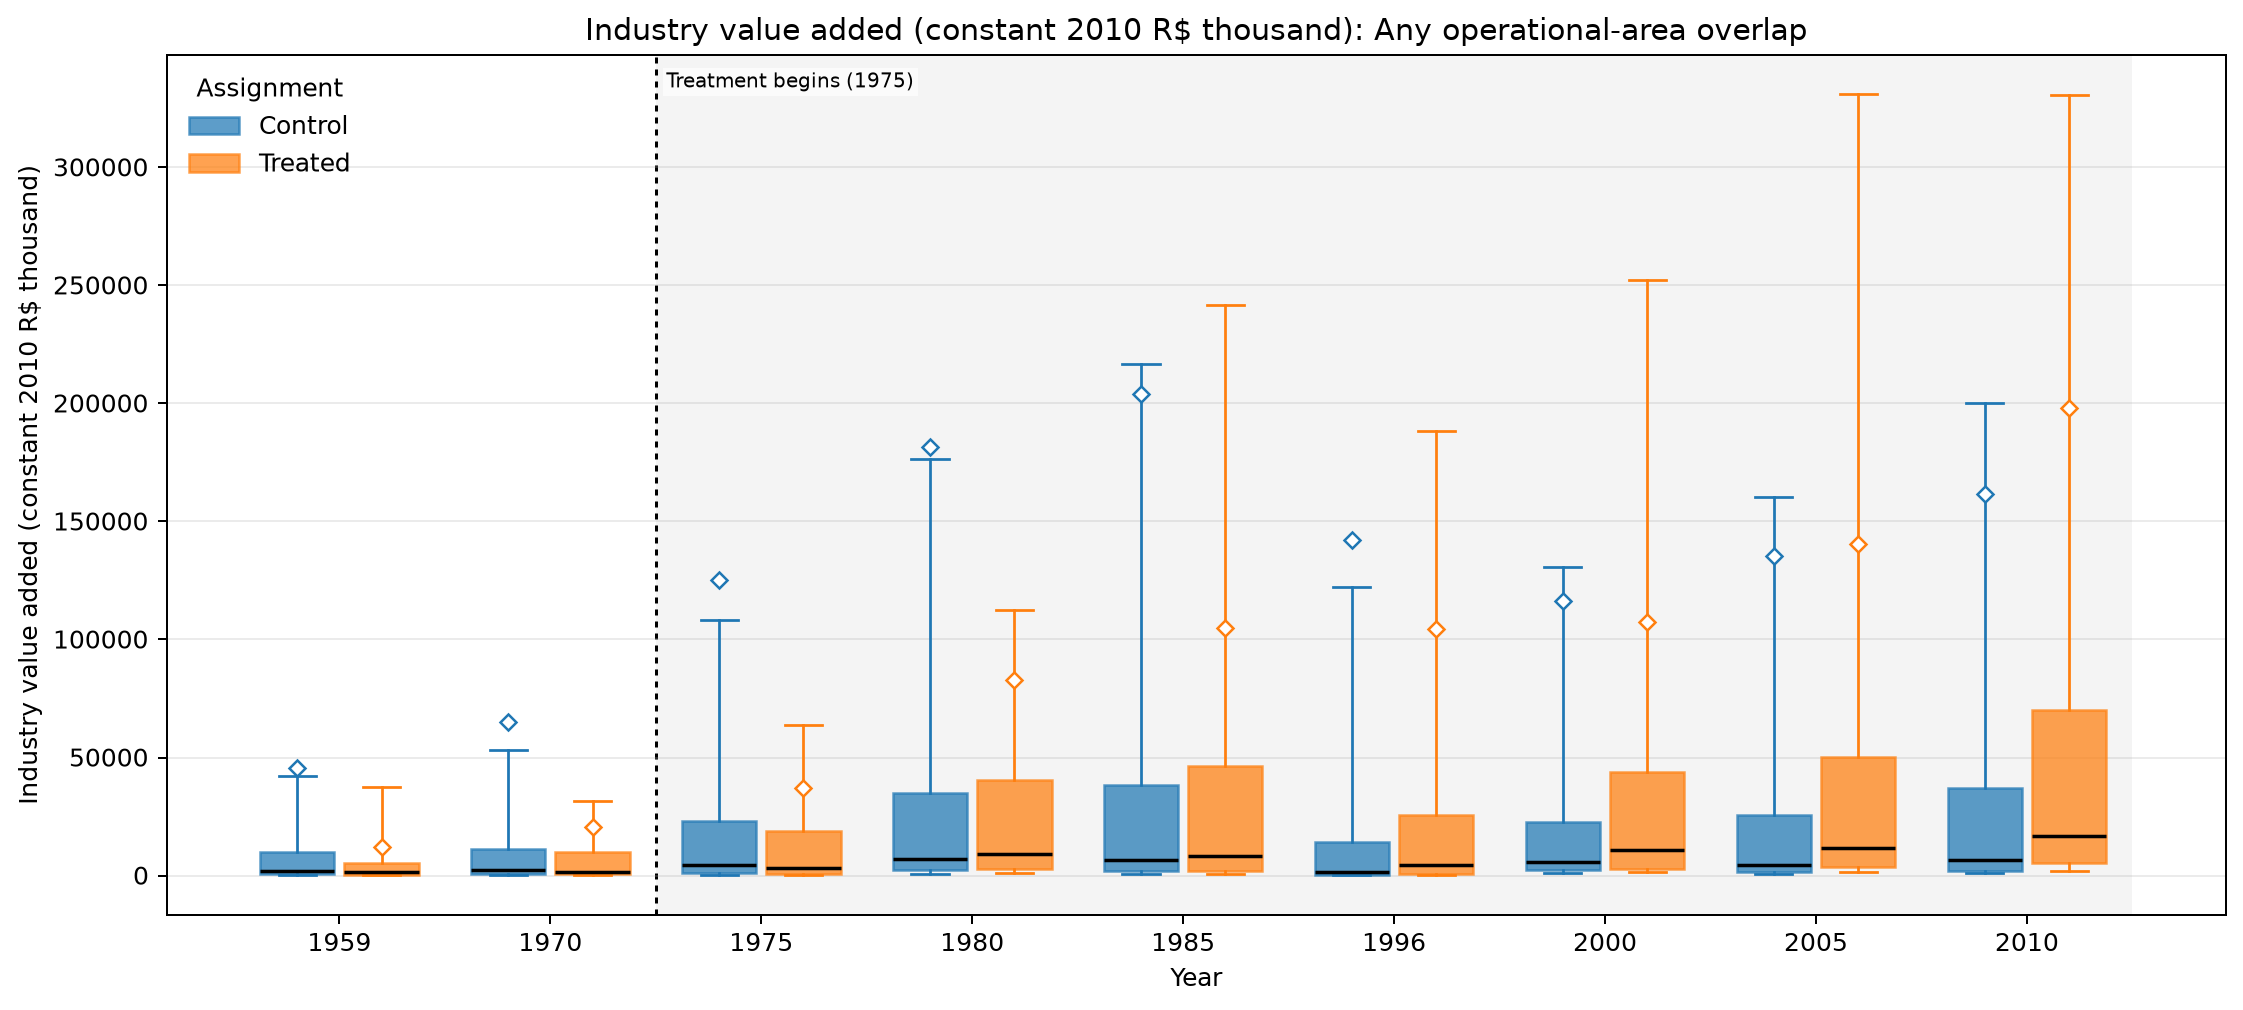 Industry value added (constant 2010 R$ thousand): Any operational-area overlap
Industry value added (constant 2010 R$ thousand)
Assignment
Control
Treated
Treatment begins (1975)
300000
250000
200000
150000
100000
50000
0
1959 1970 1975 1980 1985 1996 2000 2005 2010
Year